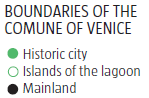 BOUNDARIES OF THE
COMUNE OF VENICE
Historic city
Islands of the lagoon
Mainland